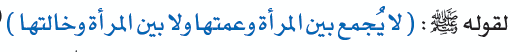 لقوله ﷺ : ( لا يُجمع بين المرأة وعمتها ولا بين المرأة وخالتها )